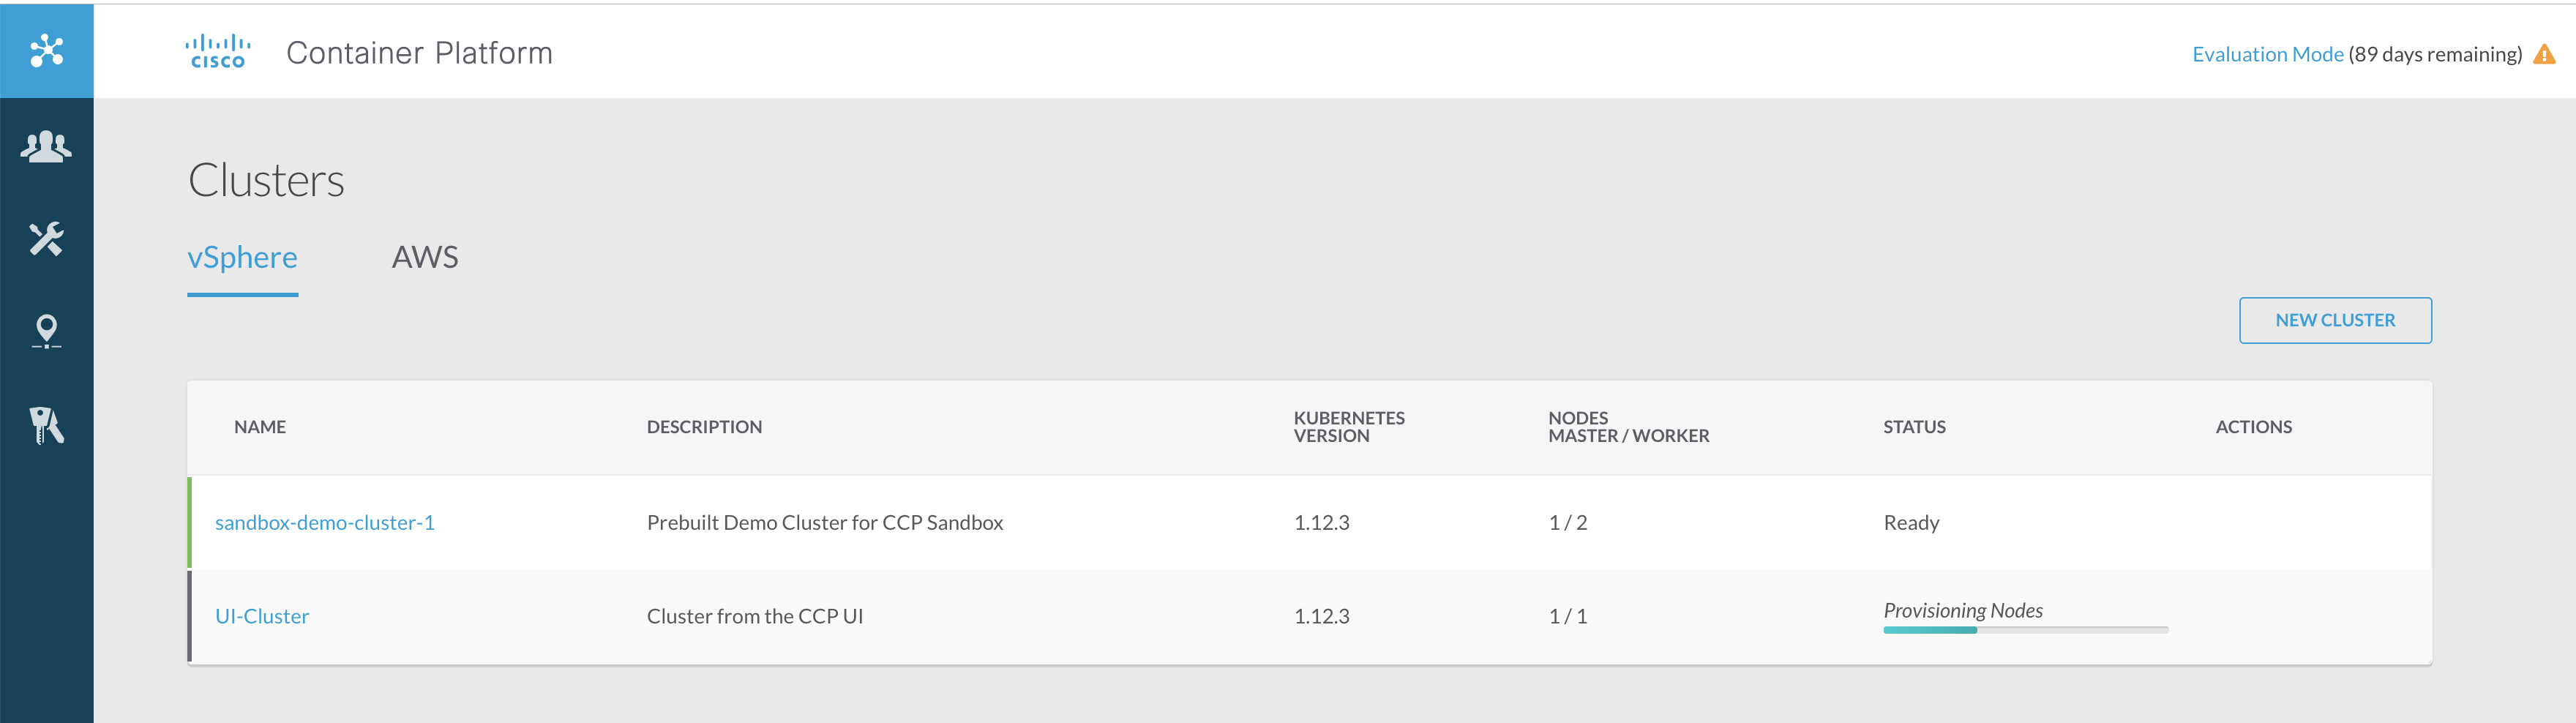 CISCO Container Platform
Evaluation Mode (89 days remaining)
Clusters
vSphere AWS
NEW CLUSTER
NAME DESCRIPTION KUBERNETES VERSION NODES MASTER / WORKER STATUS ACTIONS
sandbox-demo-cluster-1 Prebuilt Demo Cluster for CCP Sandbox 1.12.3 1 / 2 Ready
UI-Cluster Cluster from the CCP UI 1.12.3 1 / 1 Provisioning Nodes